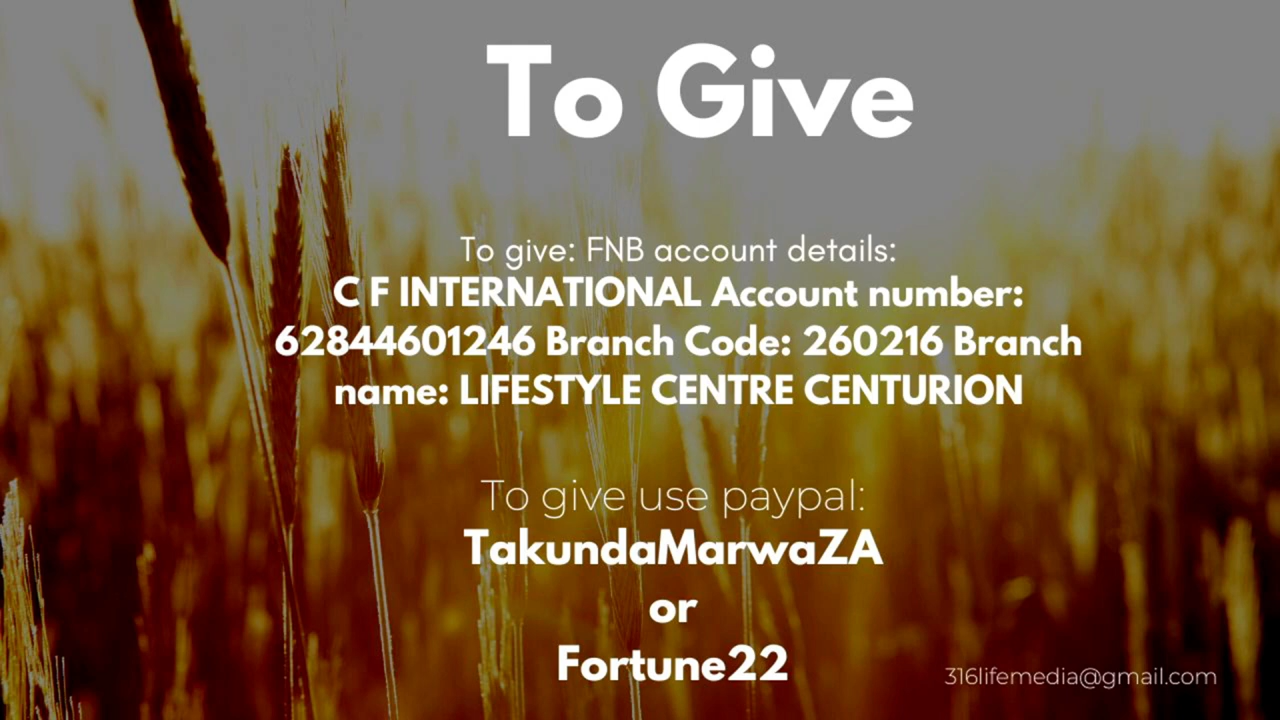 To Give
To give: FNB account details:
C F INTERNATIONAL Account number:
62844601246 Branch Code: 260216 Branch
name: LIFESTYLE CENTRE CENTURION
To give use paypal:
TakundaMarwaZA
or
Fortune22
316lifemedia@gmail.com